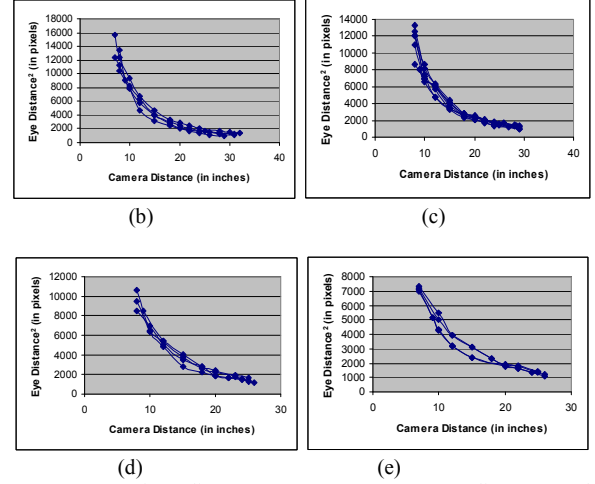 18000
16000
14000
12000
10000
8000
6000
4000
2000
0
0 10 20 30 40
Eye Distance² (in pixels)
Camera Distance (in inches)
(b)
14000
12000
10000
8000
6000
4000
2000
0
0 10 20 30 40
Eye Distance² (in pixels)
Camera Distance (in inches)
(c)
12000
10000
8000
6000
4000
2000
0
0 10 20 30
Eye Distance² (in pixels)
Camera Distance (in inches)
(d)
8000
7000
6000
5000
4000
3000
2000
1000
0
0 10 20 30
Eye Distance² (in pixels)
Camera Distance (in inches)
(e)